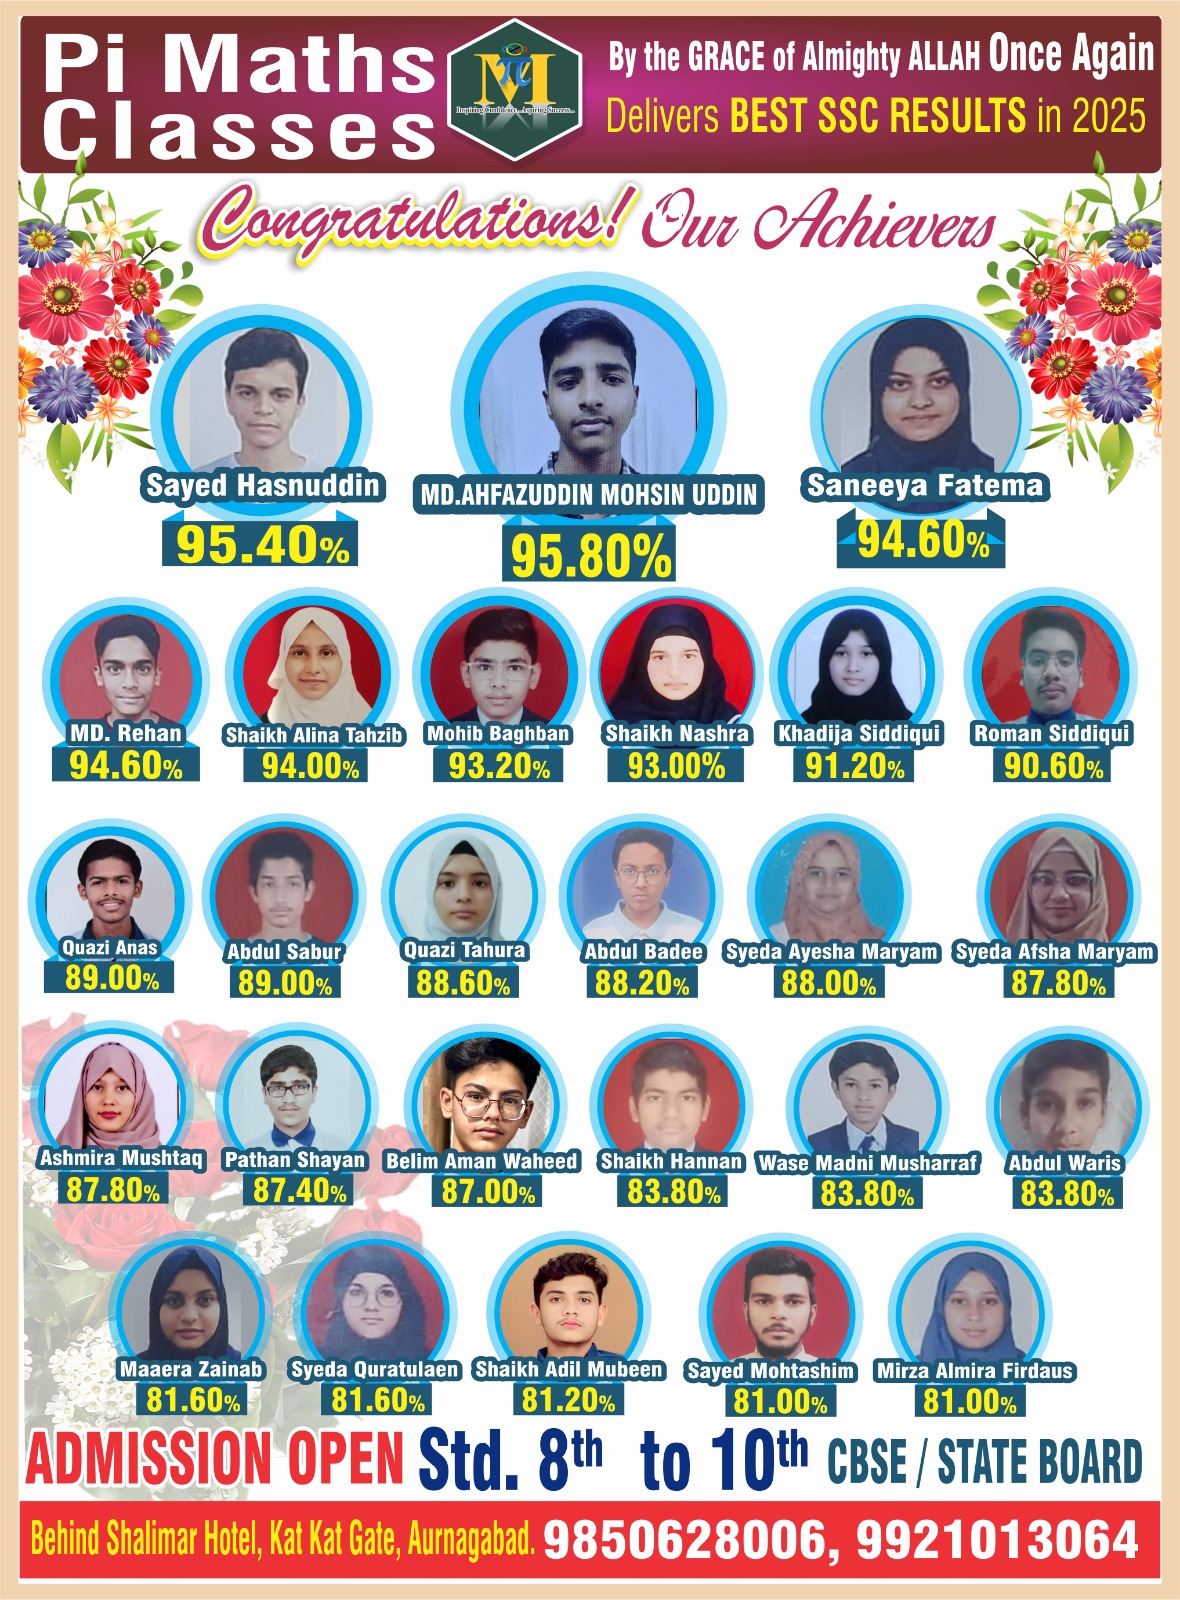 Pi Maths
Classes
Mπ
Inspiring Confidence...Aspiring Success...
By the GRACE of Almighty ALLAH Once Again
Delivers BEST SSC RESULTS in 2025
Congratulations! Our Achievers
Sayed Hasnuddin
95.40%
MD.AHFAZUDDIN MOHSIN UDDIN
95.80%
Saneeya Fatema
94.60%
MD. Rehan
94.60%
Shaikh Alina Tahzib
94.00%
Mohib Baghban
93.20%
Shaikh Nashra
93.00%
Khadija Siddiqui
91.20%
Roman Siddiqui
90.60%
Quazi Anas
89.00%
Abdul Sabur
89.00%
Quazi Tahura
88.60%
Abdul Badee
88.20%
Syeda Ayesha Maryam
88.00%
Syeda Afsha Maryam
87.80%
Ashmira Mushtaq
87.80%
Pathan Shayan
87.40%
Belim Aman Waheed
87.00%
Shaikh Hannan
83.80%
Wase Madni Musharraf
83.80%
Abdul Waris
83.80%
Maaera Zainab
81.60%
Syeda Quratulaen
81.60%
Shaikh Adil Mubeen
81.20%
Sayed Mohtashim
81.00%
Mirza Almira Firdaus
81.00%
ADMISSION OPEN Std. 8th to 10th CBSE / STATE BOARD
Behind Shalimar Hotel, Kat Kat Gate, Aurnagabad. 9850628006, 9921013064